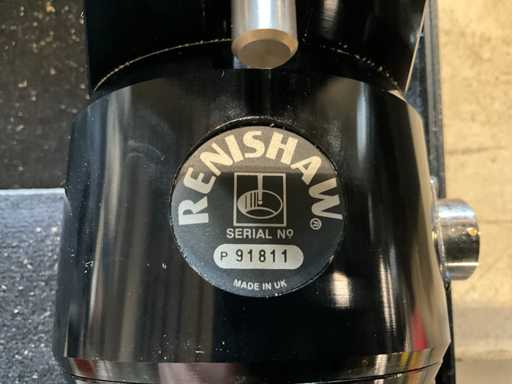 RENISHAW®
SERIAL Nº
P 91811
MADE IN UK